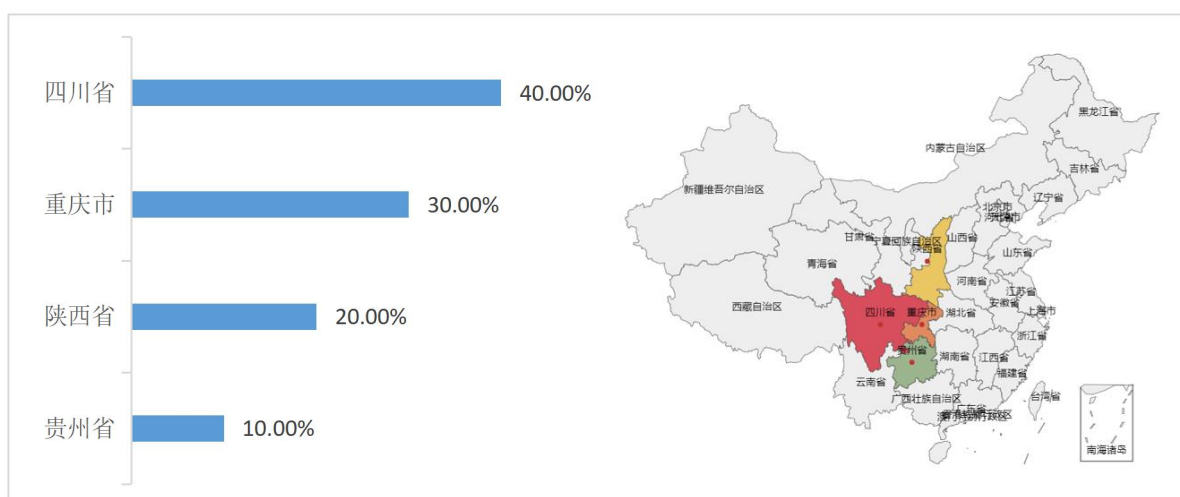 四川省
40.00%
重庆市
30.00%
陕西省
20.00%
贵州省
10.00%
黑龙江省
内蒙古自治区
吉林省
新疆维吾尔自治区
辽宁省
北京市
甘肃省
宁夏回族自治区
山西省
陕西省
山东省
青海省
河南省
西藏自治区
江苏省
安徽省
四川省
重庆市
湖北省
上海市
浙江省
贵州省
湖南省
江西省
福建省
云南省
广西壮族自治区
台湾省
广东省
南海诸岛